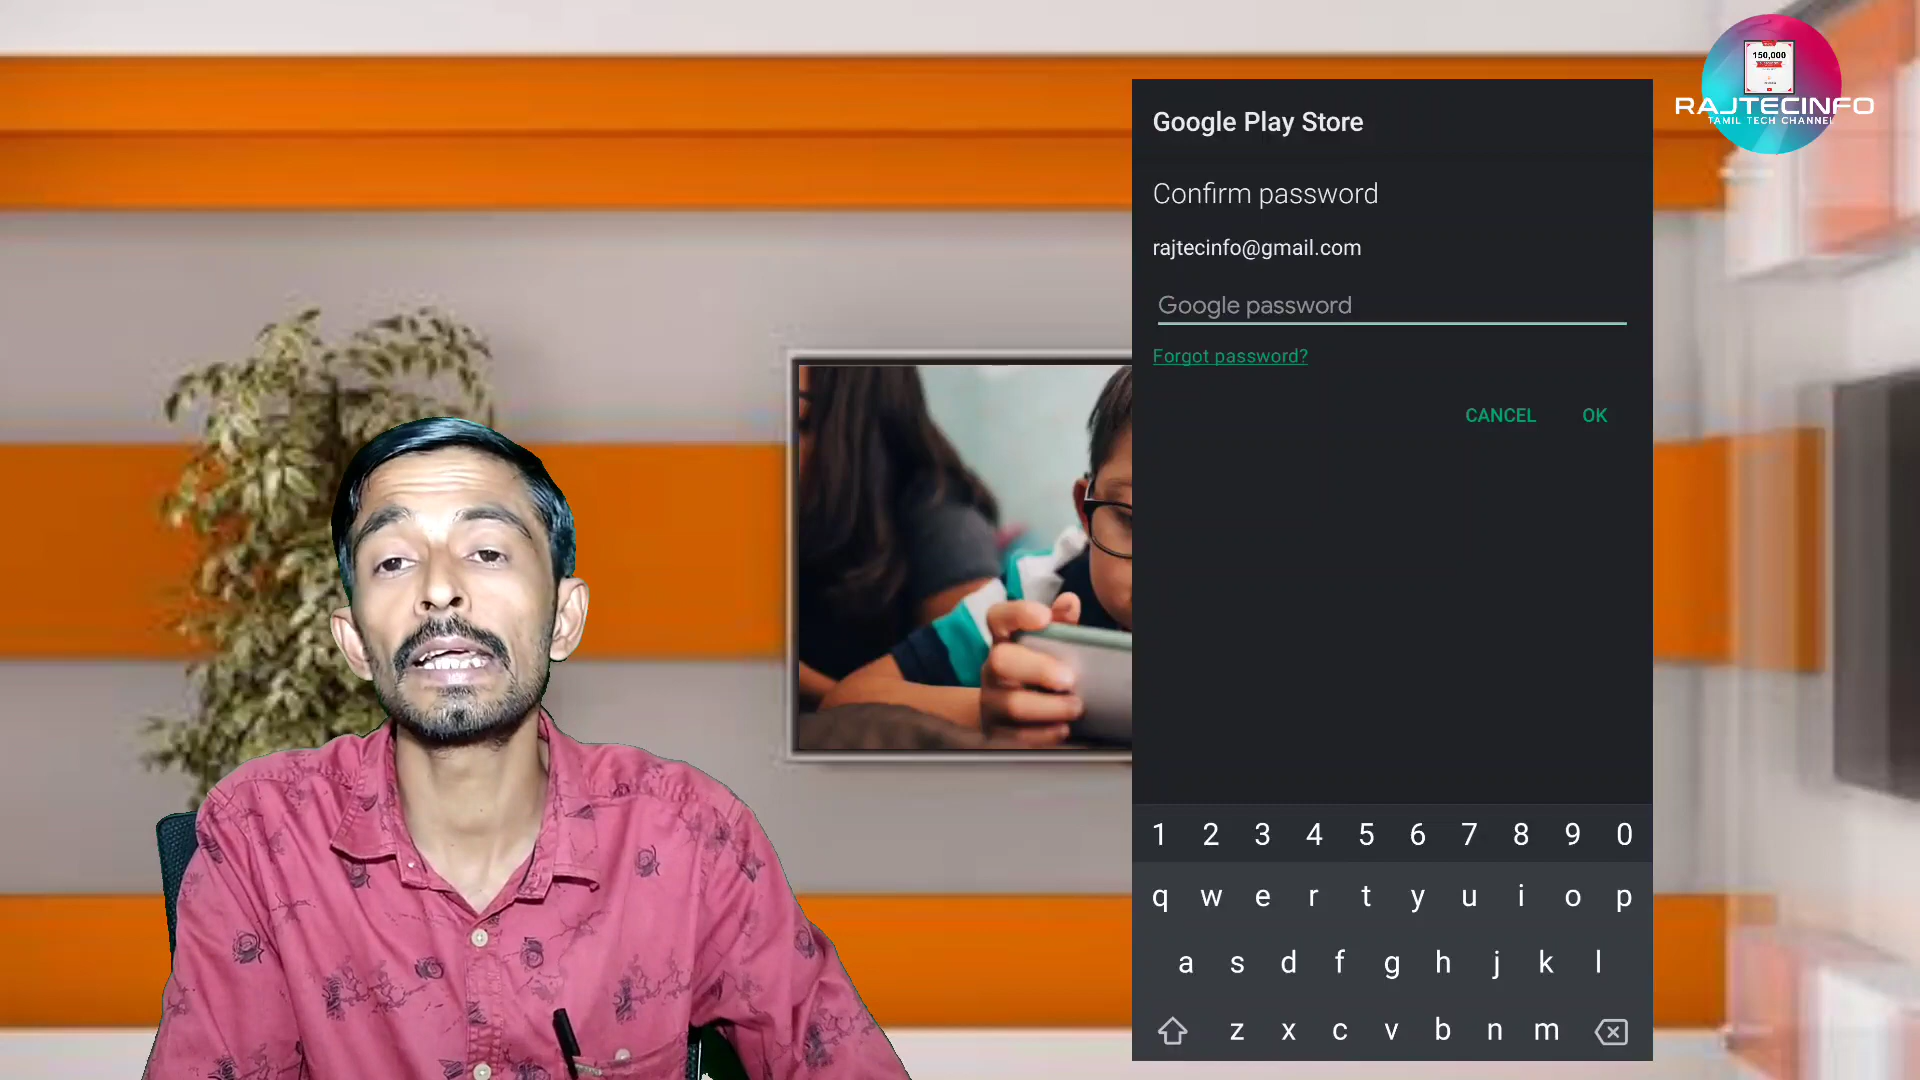 150,000
RAJTECINFO
TAMIL TECH CHANNEL
Google Play Store
Confirm password
rajtecinfo@gmail.com
Google password
Forgot password?
CANCEL OK
1 2 3 4 5 6 7 8 9 0
q w e r t y u i o p
a s d f g h j k l
z x c v b n m